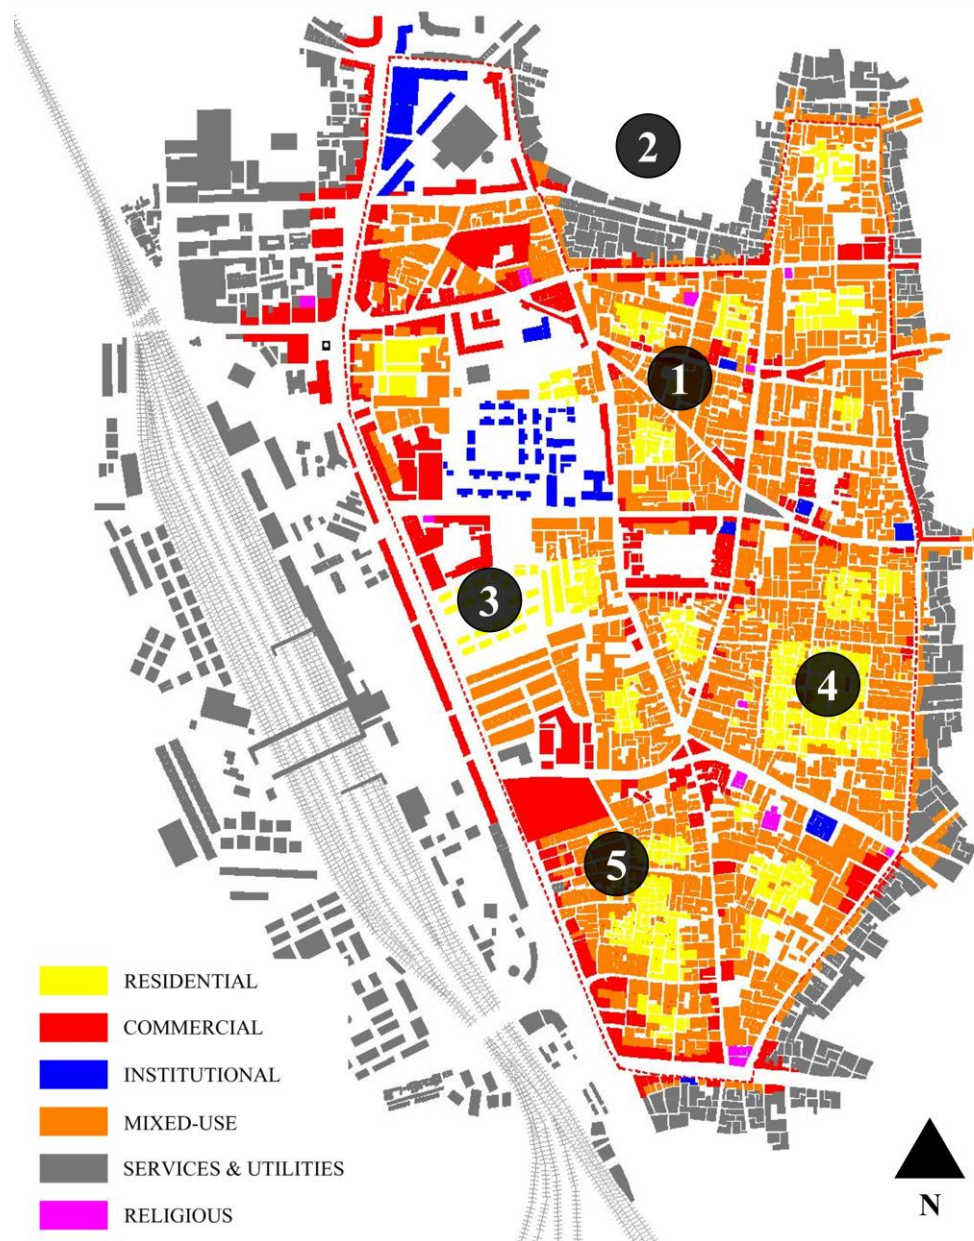 2
1
3
4
5
RESIDENTIAL
COMMERCIAL
INSTITUTIONAL
MIXED-USE
SERVICES & UTILITIES
RELIGIOUS
N